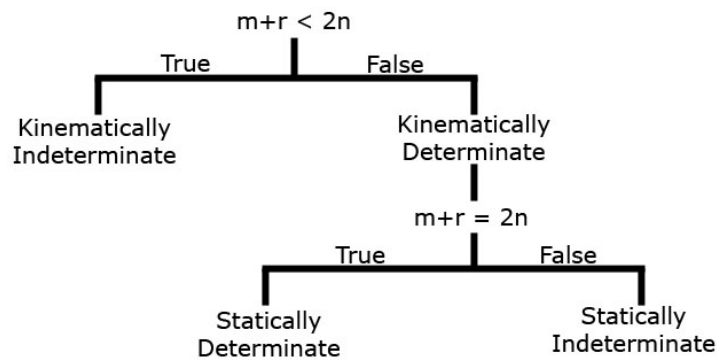 m+r < 2n
True
False
Kinematically
Indeterminate
Kinematically
Determinate
m+r = 2n
True
False
Statically
Determinate
Statically
Indeterminate